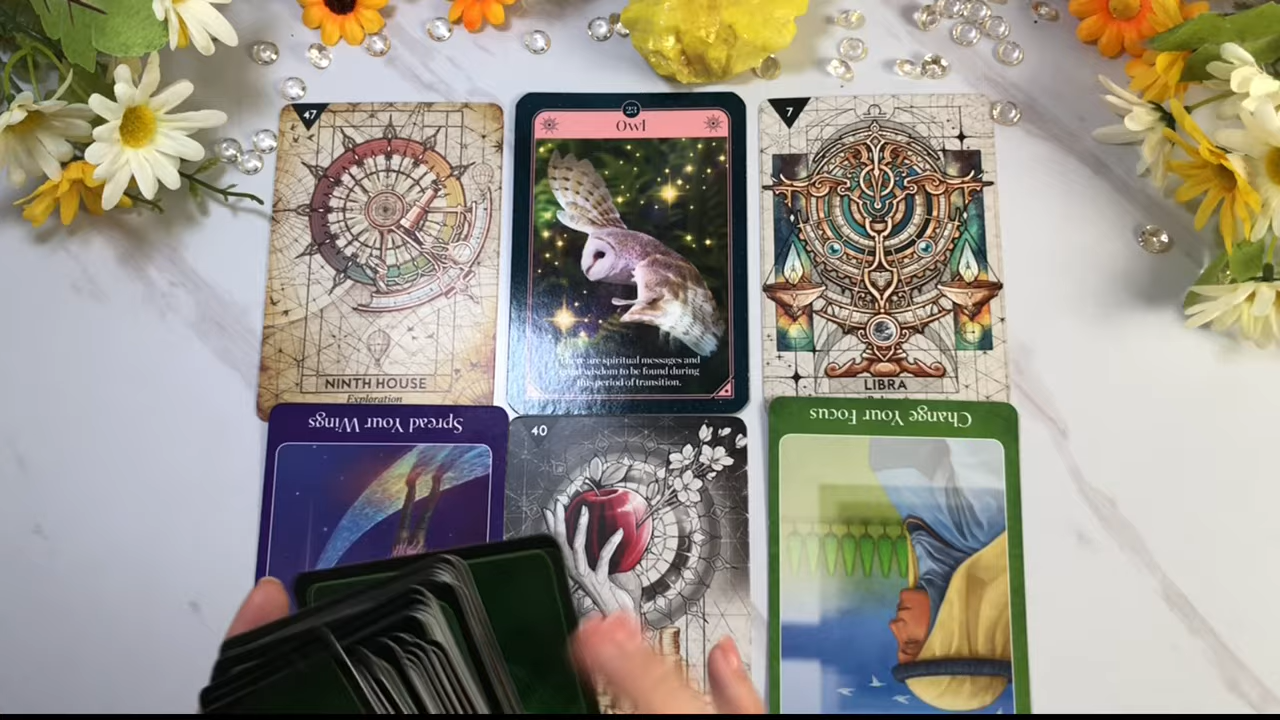 47
NINTH HOUSE
Exploration
23
Owl
There are spiritual messages and
great wisdom to be found during
this period of transition.
7
LIBRA
Spread Your Wings
40
Change Your Focus